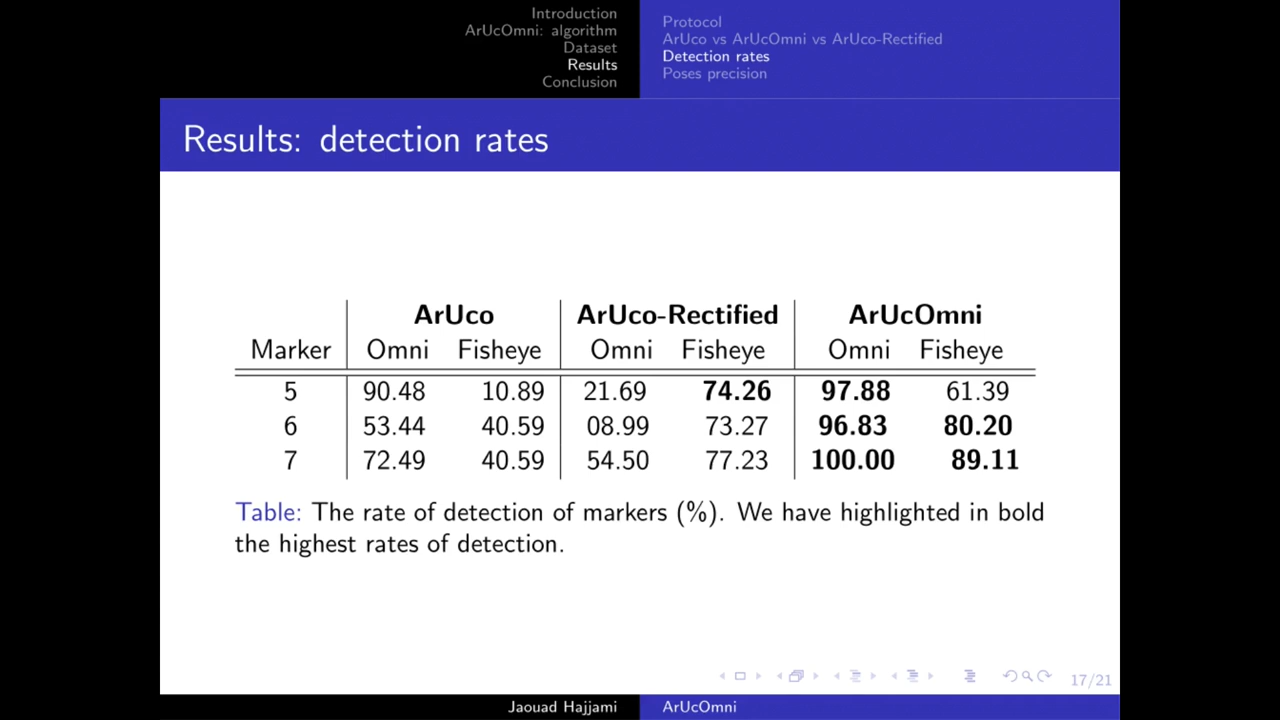 Introduction
ArUcOmni: algorithm
Dataset
Results
Conclusion
Protocol
ArUco vs ArUcOmni vs ArUco-Rectified
Detection rates
Poses precision
Results: detection rates
ArUco ArUco-Rectified ArUcOmni
Marker Omni Fisheye Omni Fisheye Omni Fisheye
5 90.48 10.89 21.69 74.26 97.88 61.39
6 53.44 40.59 08.99 73.27 96.83 80.20
7 72.49 40.59 54.50 77.23 100.00 89.11
Table: The rate of detection of markers (%). We have highlighted in bold
the highest rates of detection.
17/21
Jaouad Hajjami ArUcOmni